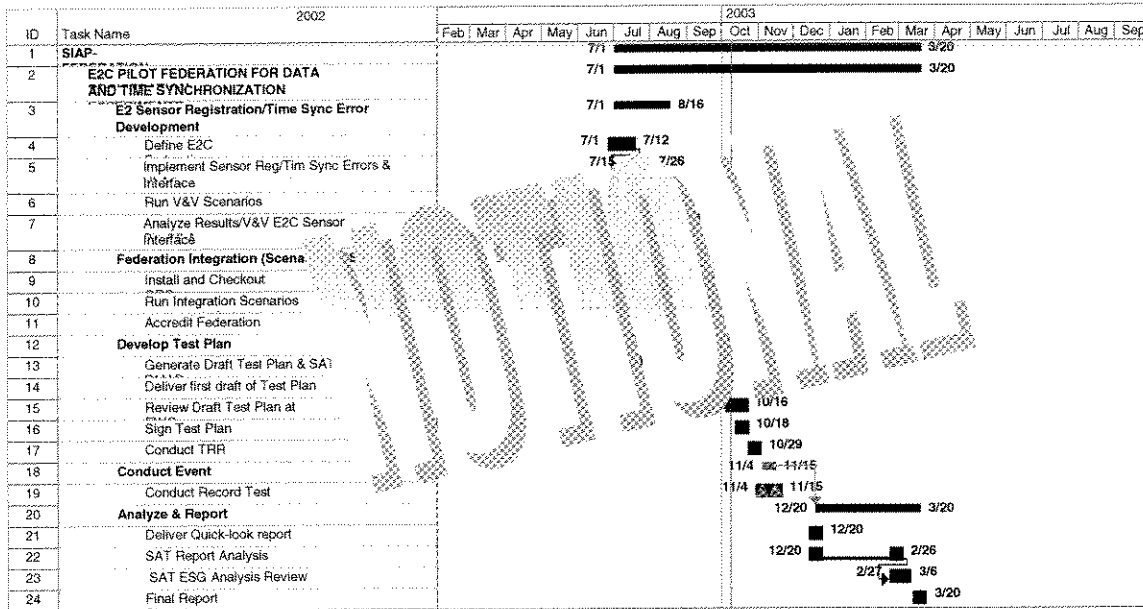 2002 2003
ID Task Name Feb Mar Apr May Jun Jul Aug Sep Oct Nov Dec Jan Feb Mar Apr May Jun Jul Aug Sep
1 SIAP- 7/1 3/20
2 E2C PILOT FEDERATION FOR DATA 7/1 3/20
AND TIME SYNCHRONIZATION
3 E2 Sensor Registration/Time Sync Error 7/1 8/16
Development
4 Define E2C 7/1 7/12
5 Implement Sensor Reg/Tim Sync Errors & 7/15 7/26
Interface
6 Run V&V Scenarios
7 Analyze Results/V&V E2C Sensor
Interface
8 Federation Integration (Scena
9 Install and Checkout
10 Run Integration Scenarios
11 Accredit Federation
12 Develop Test Plan
13 Generate Draft Test Plan & SAT
14 Deliver first draft of Test Plan
15 Review Draft Test Plan at 10/16
16 Sign Test Plan 10/18
17 Conduct TRR 10/29
18 Conduct Event 11/4 11/15
19 Conduct Record Test 11/4 11/15
20 Analyze & Report 12/20 3/20
21 Deliver Quick-look report 12/20
22 SAT Report Analysis 12/20 2/26
23 SAT ESG Analysis Review 2/27 3/6
24 Final Report 3/20